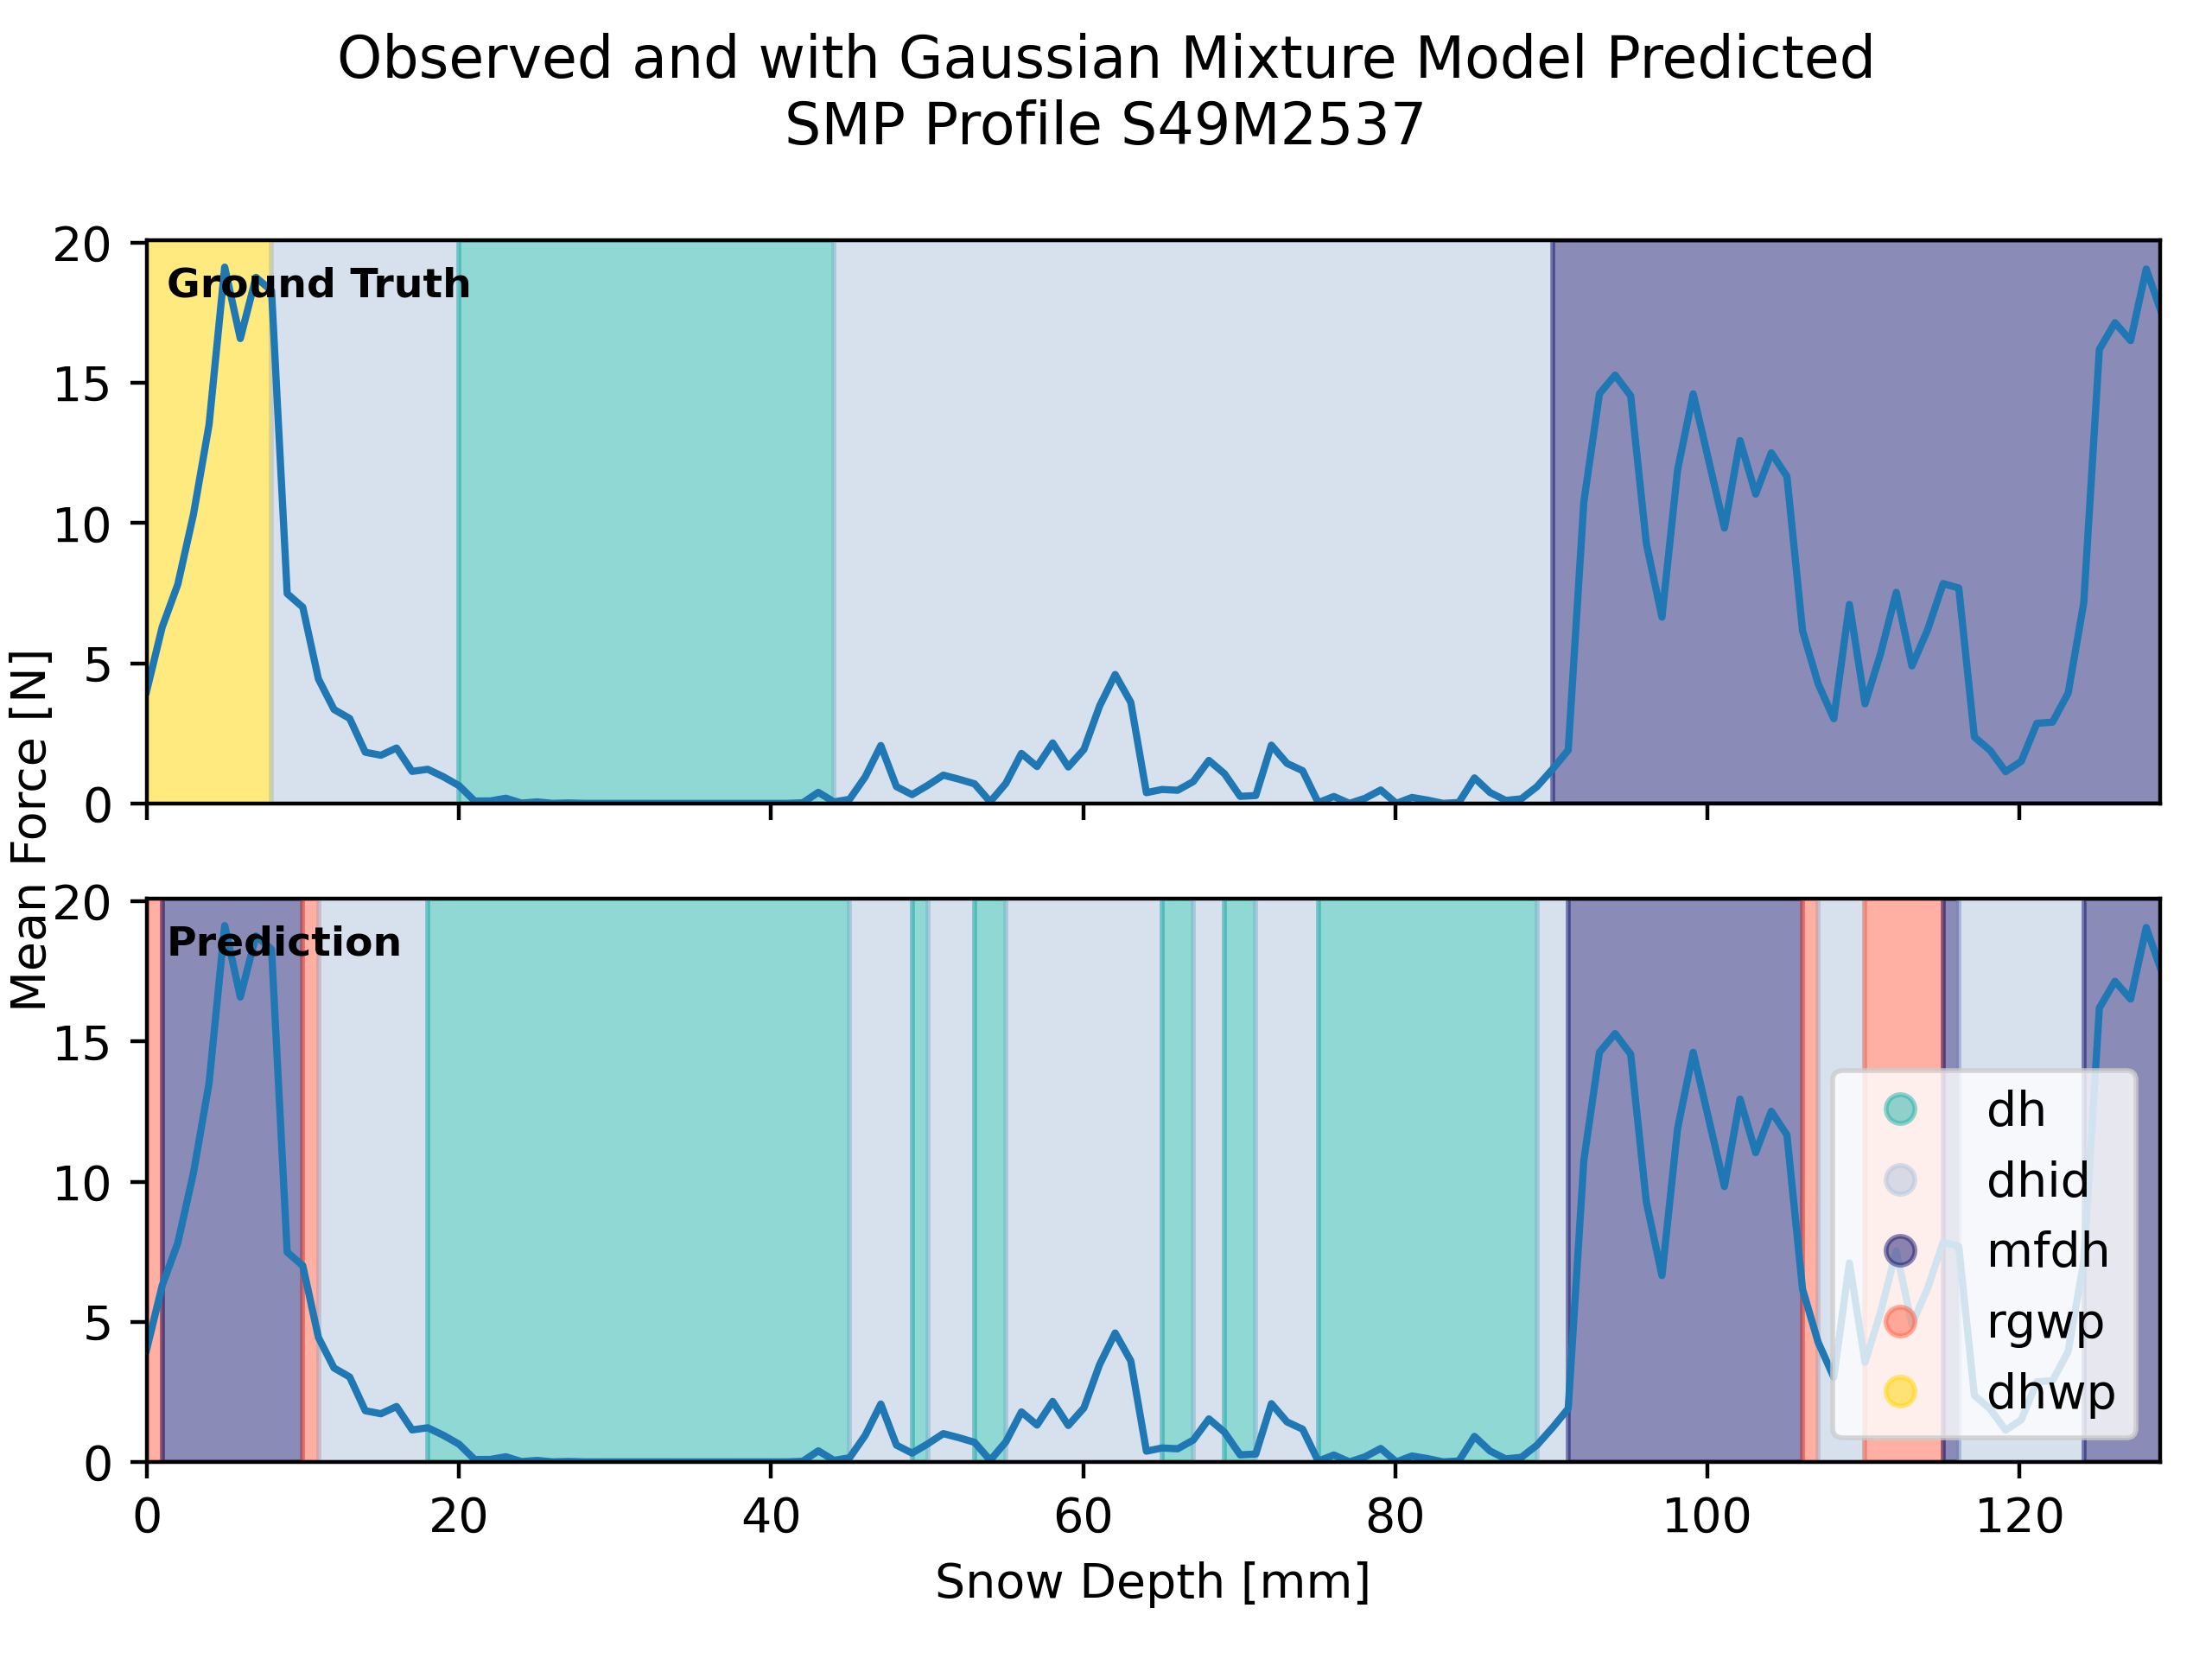 Observed and with Gaussian Mixture Model Predicted
SMP Profile S49M2537
20
15
10
5
0
Ground Truth
Mean Force [N]
20
15
10
5
0
Prediction
dh
dhid
mfdh
rgwp
dhwp
0 20 40 60 80 100 120
Snow Depth [mm]